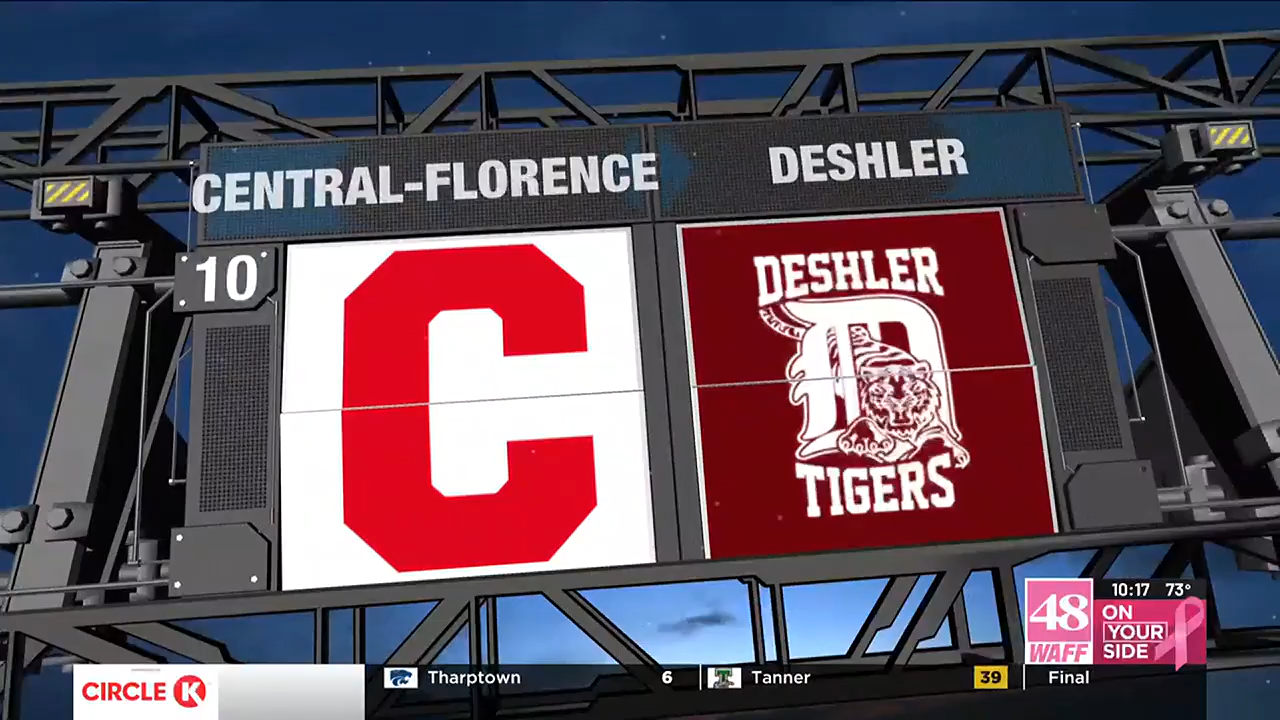 CENTRAL-FLORENCE
DESHLER
10
C
DESHLER
D
TIGERS
10:17 73°
48
WAFF
ON
YOUR
SIDE
CIRCLE K
Tharptown 6
T
Tanner 39
Final